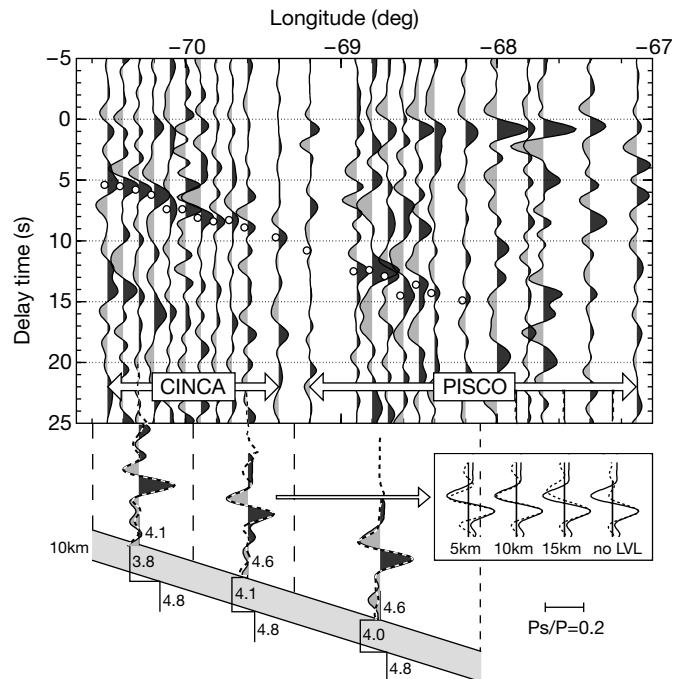 Longitude (deg)
−70 −69 −68 −67
Delay time (s)
−5
0
5
10
15
20
25
CINCA PISCO
10km
4.1
3.8
4.8
4.6
4.1
4.8
4.6
4.0
4.8
5km 10km 15km no LVL
Ps/P=0.2